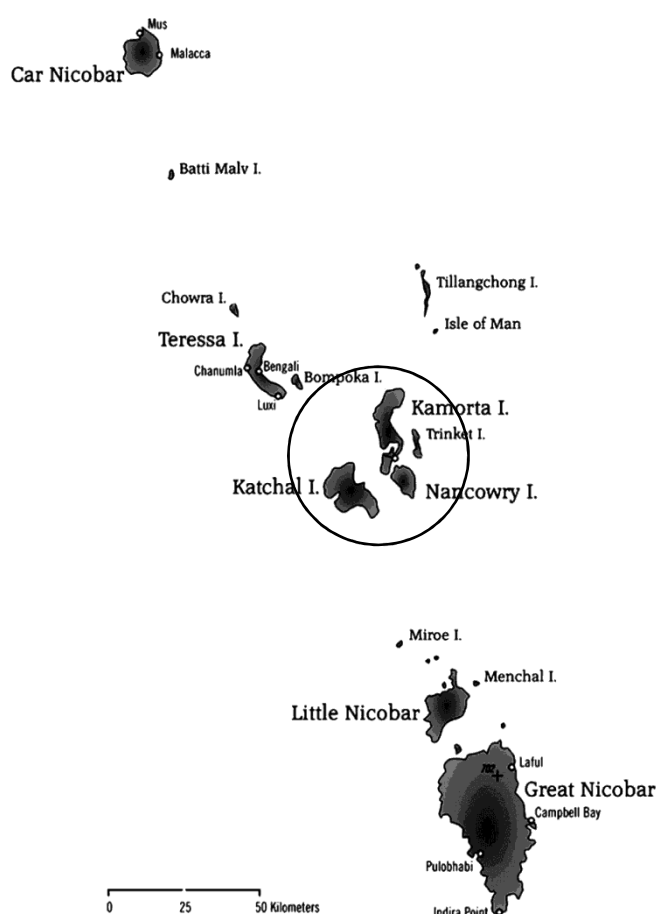 Mus
Malacca
Car Nicobar
Batti Malv I.
Tillangchong I.
Chowra I.
Isle of Man
Teressa I.
Chanumla
Bengali
Bompoka I.
Luxi
Kamorta I.
Trinket I.
Katchal I.
Nancowry I.
Miroe I.
Menchal I.
Little Nicobar
Laful
Great Nicobar
Campbell Bay
Pulobhabi
Indira Point
0 25 50 Kilometers